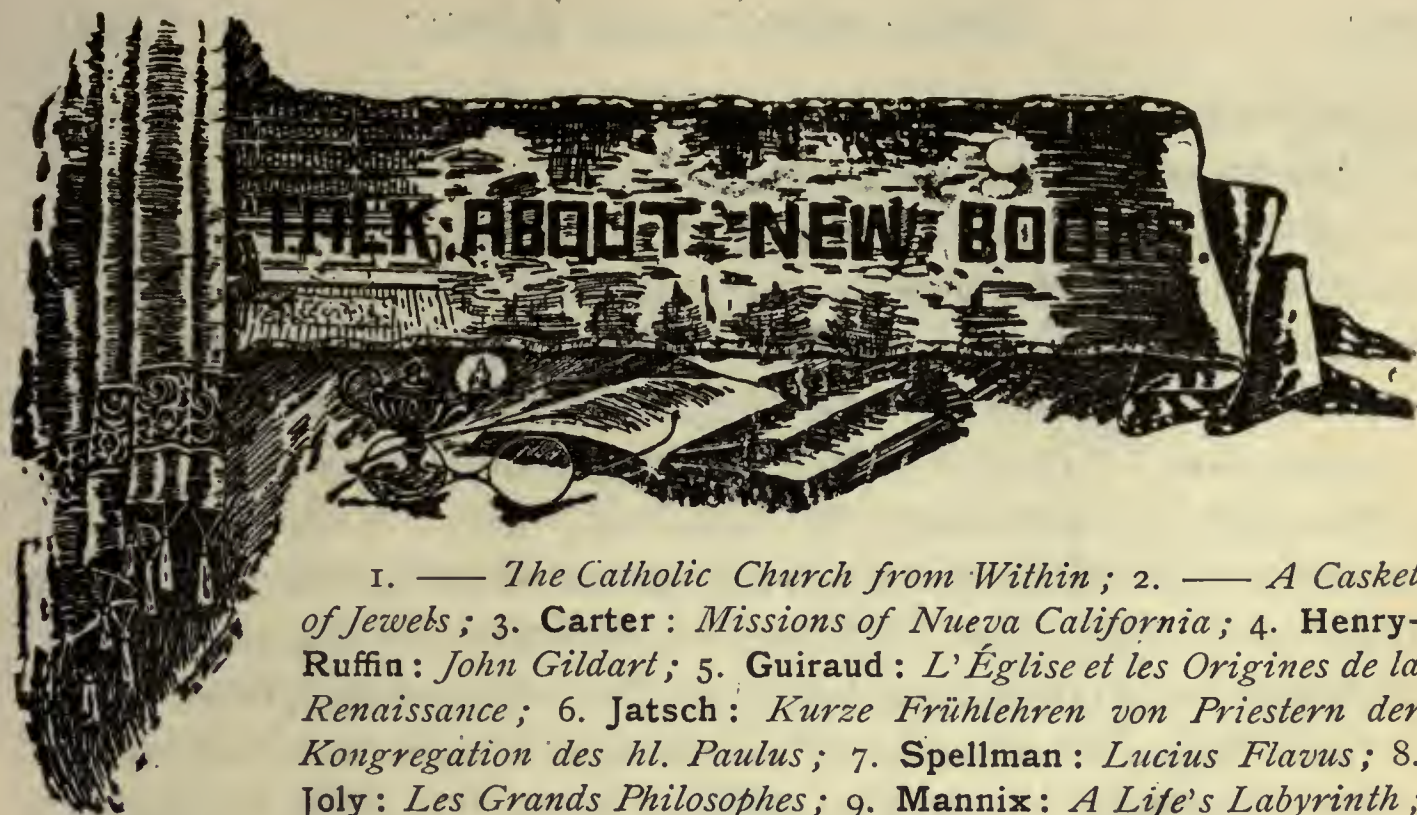 TALK ABOUT NEW BOOKS.
1. —— The Catholic Church from Within; 2. —— A Casket
of Jewels; 3. Carter: Missions of Nueva California; 4. Henry-
Ruffin: John Gildart; 5. Guiraud: L'Église et les Origines de la
Renaissance; 6. Jatsch: Kurze Frühlehren von Priestern der
Kongregation des hl. Paulus; 7. Spellman: Lucius Flavus; 8.
Joly: Les Grands Philosophes; 9. Mannix: A Life's Labyrinth;